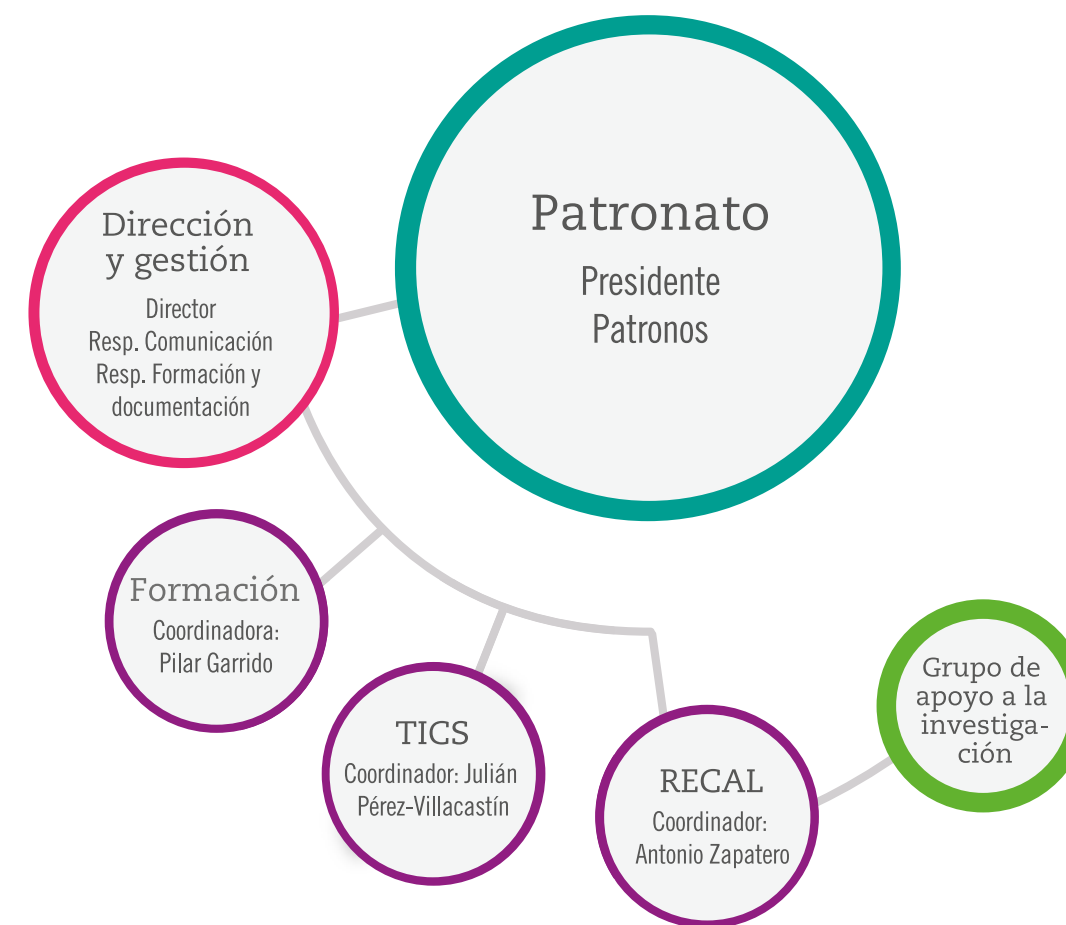 Patronato
Presidente
Patronos
Dirección
y gestión
Director
Resp. Comunicación
Resp. Formación y
documentación
Formación
Coordinadora:
Pilar Garrido
TICS
Coordinador: Julián
Pérez-Villacastín
RECAL
Coordinador:
Antonio Zapatero
Grupo de
apoyo a la
investiga-
ción